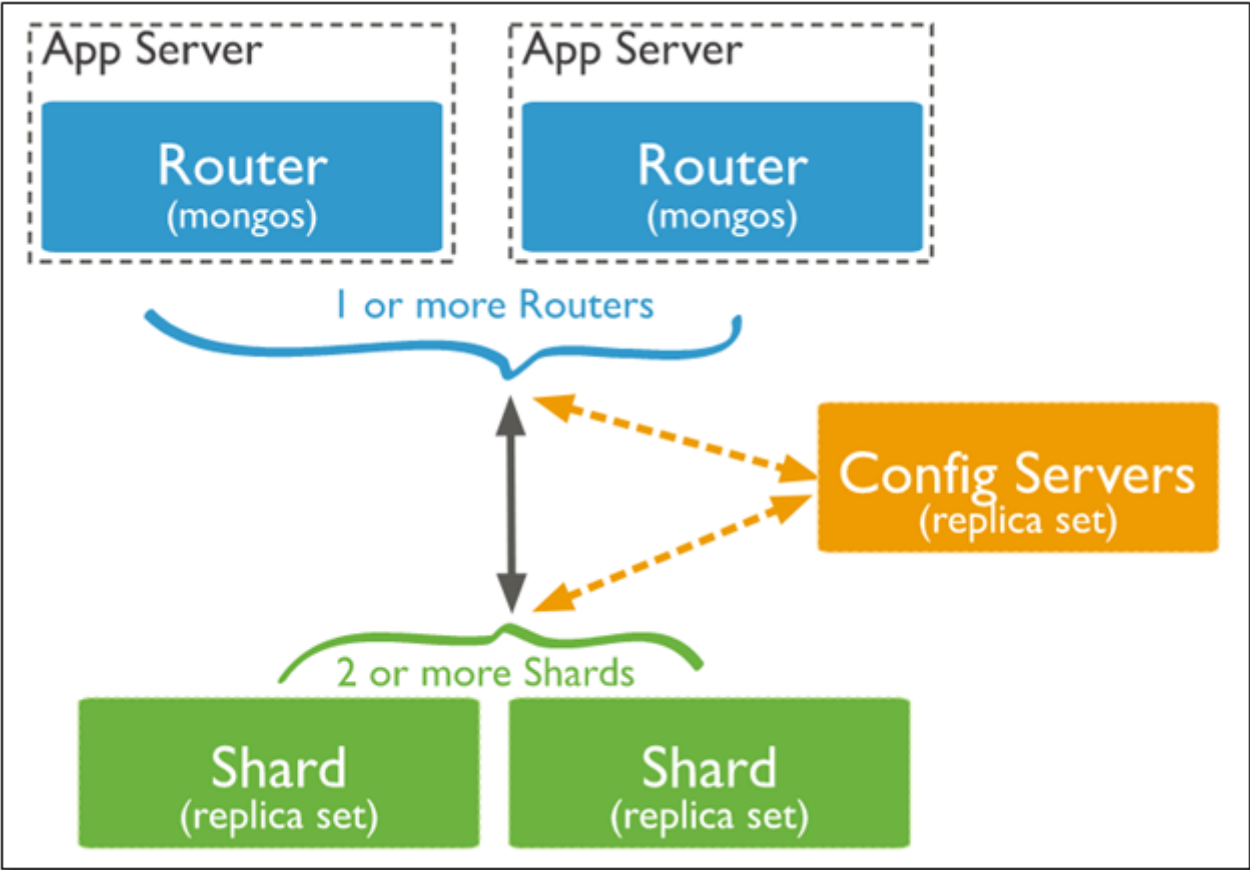 App Server
Router
(mongos)
App Server
Router
(mongos)
1 or more Routers
Config Servers
(replica set)
2 or more Shards
Shard
(replica set)
Shard
(replica set)